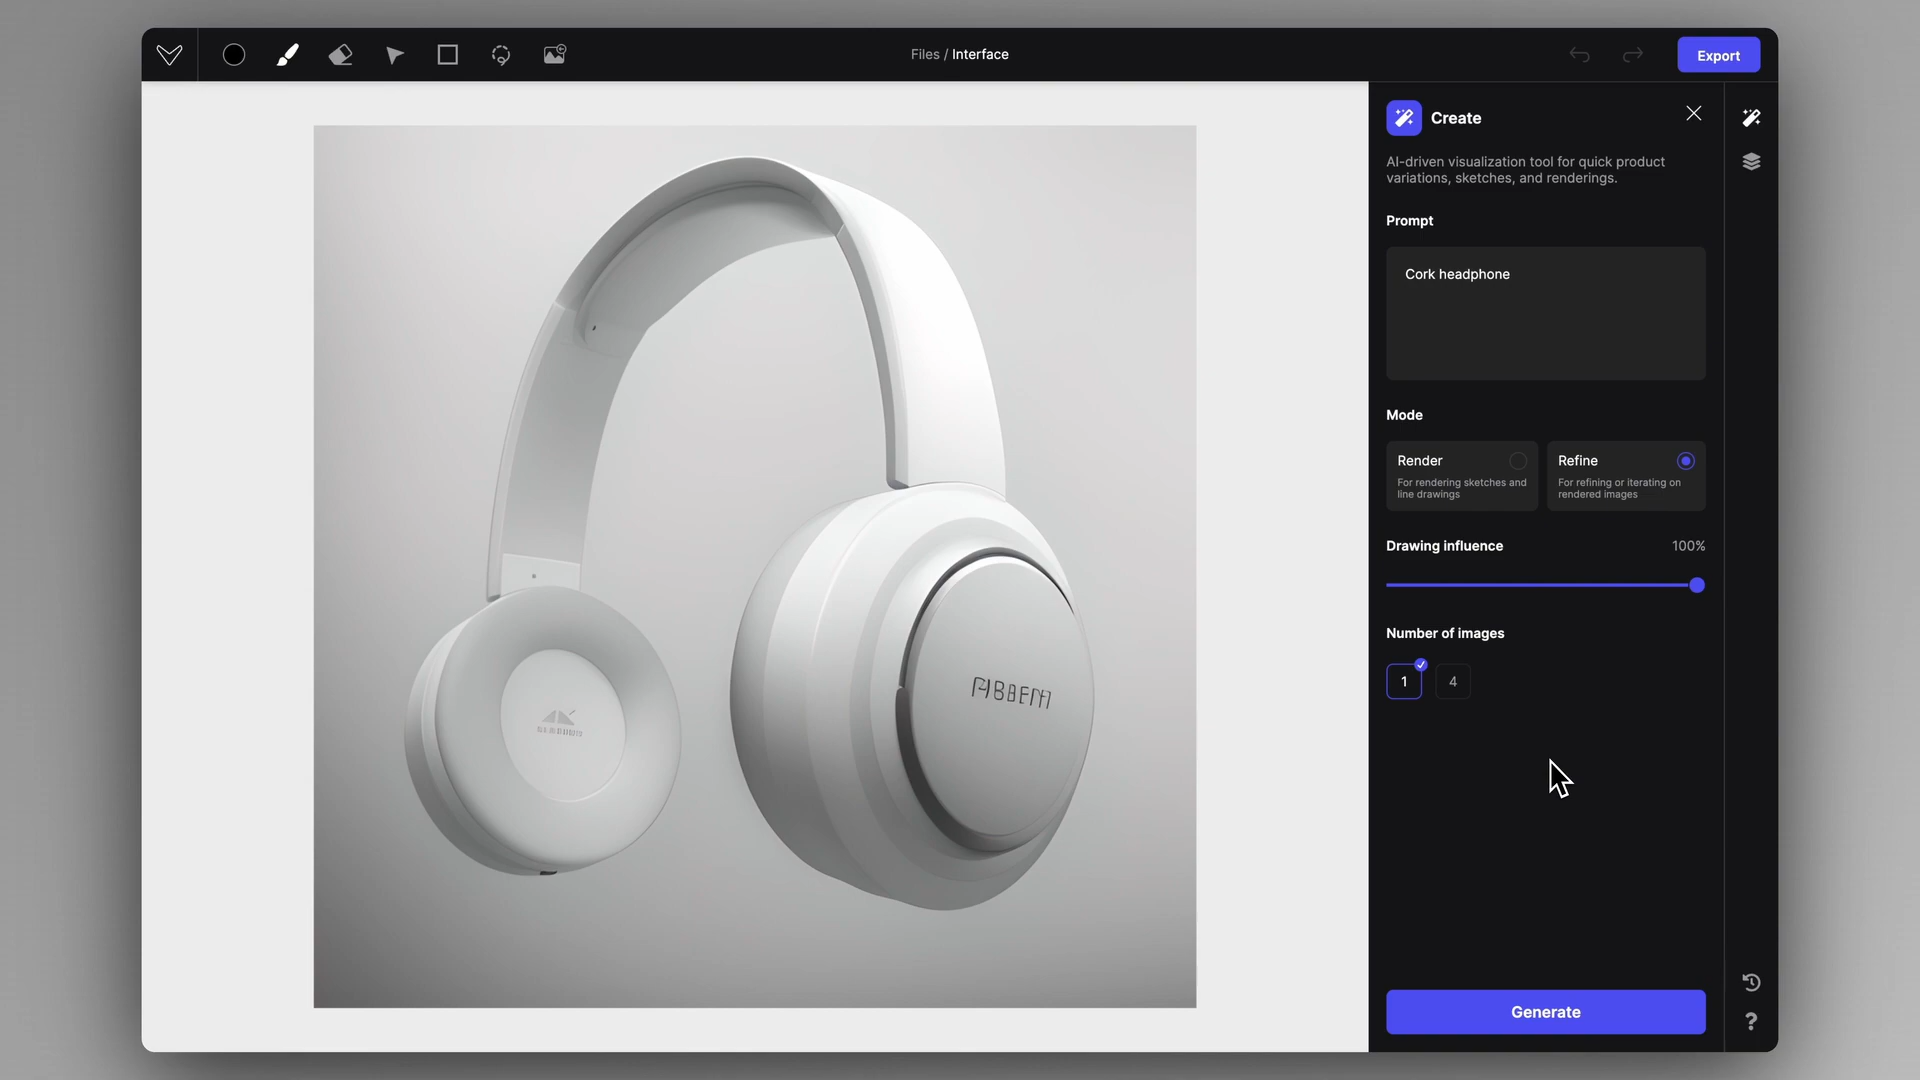 Files / Interface
Export
Create
AI-driven visualization tool for quick product
variations, sketches, and renderings.
Prompt
Cork headphone
Mode
Render
For rendering sketches and
line drawings
Refine
For refining or iterating on
rendered images
Drawing influence
100%
Number of images
1
4
Generate
?